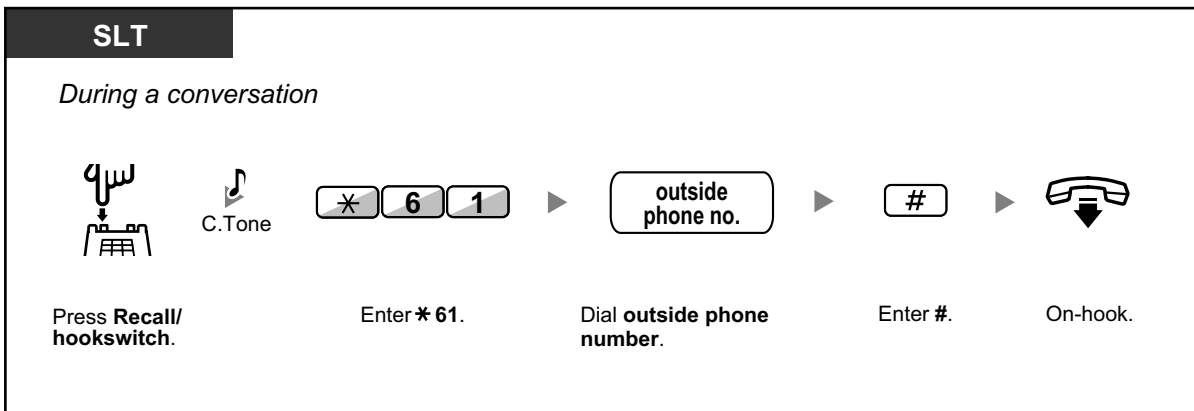 SLT
During a conversation
C.Tone
* 6 1
outside
phone no.
#
Press Recall/
hookswitch.
Enter * 61.
Dial outside phone
number.
Enter #.
On-hook.